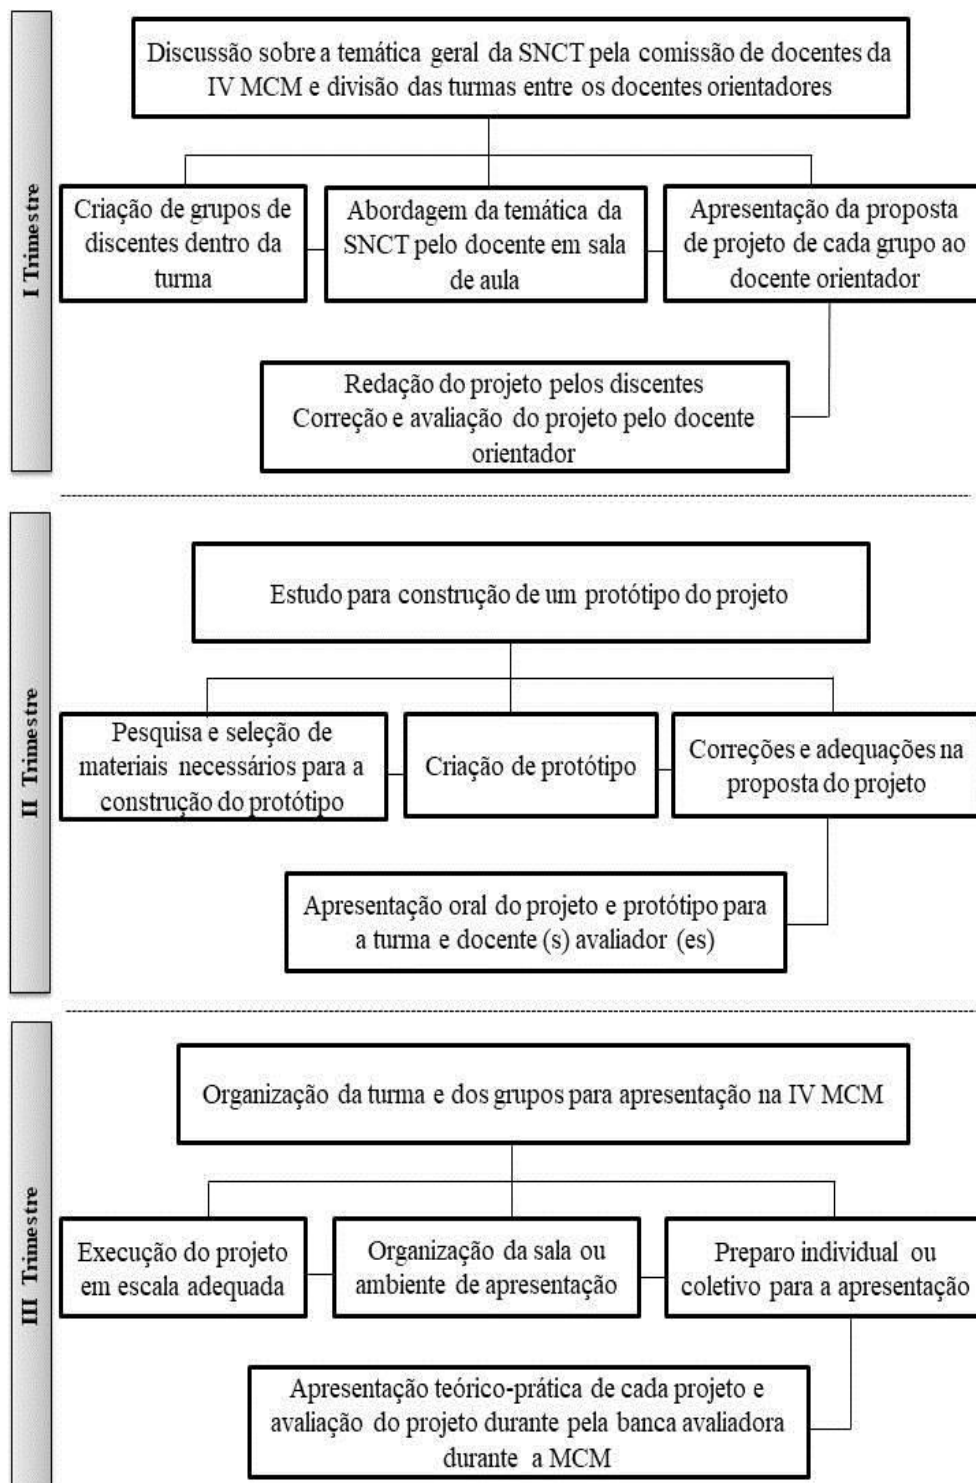 I Trimestre
Discussão sobre a temática geral da SNCT pela comissão de docentes da
IV MCM e divisão das turmas entre os docentes orientadores
Criação de grupos de
discentes dentro da
turma
Abordagem da temática da
SNCT pelo docente em sala
de aula
Apresentação da proposta
de projeto de cada grupo ao
docente orientador
Redação do projeto pelos discentes
Correção e avaliação do projeto pelo docente
orientador
II Trimestre
Estudo para construção de um protótipo do projeto
Pesquisa e seleção de
materiais necessários para a
construção do protótipo
Criação de protótipo
Correções e adequações na
proposta do projeto
Apresentação oral do projeto e protótipo para
a turma e docente (s) avaliador (es)
III Trimestre
Organização da turma e dos grupos para apresentação na IV MCM
Execução do projeto
em escala adequada
Organização da sala ou
ambiente de apresentação
Preparo individual ou
coletivo para a apresentação
Apresentação teórico-prática de cada projeto e
avaliação do projeto durante pela banca avaliadora
durante a MCM